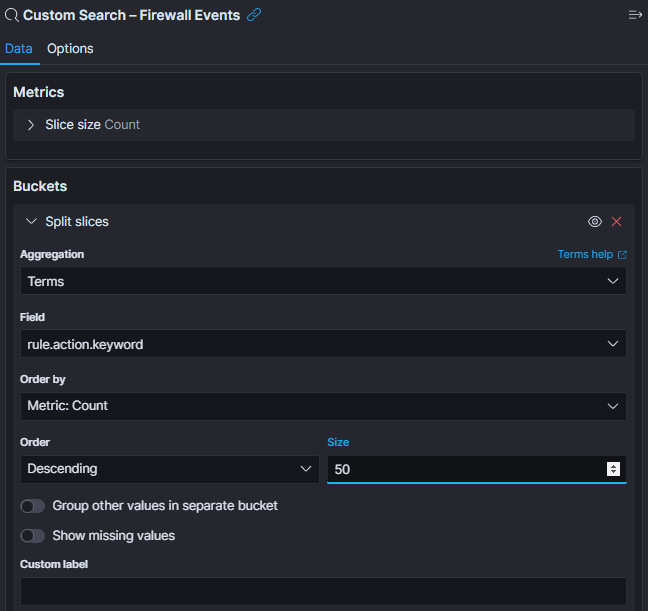 Custom Search – Firewall Events
Data Options
Metrics
Slice size Count
Buckets
Split slices
Aggregation Terms help
Terms
Field
rule.action.keyword
Order by
Metric: Count
Order Size
Descending 50
Group other values in separate bucket
Show missing values
Custom label